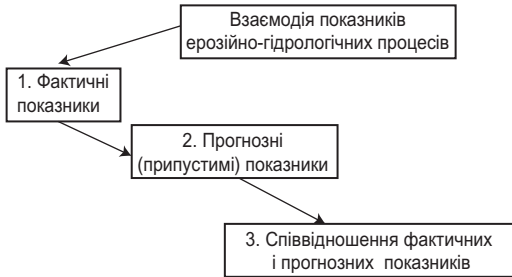 Взаємодія показників
ерозійно-гідрологічних процесів
1. Фактичні
показники
2. Прогнозні
(припустимі) показники
3. Співвідношення фактичних
і прогнозних показників